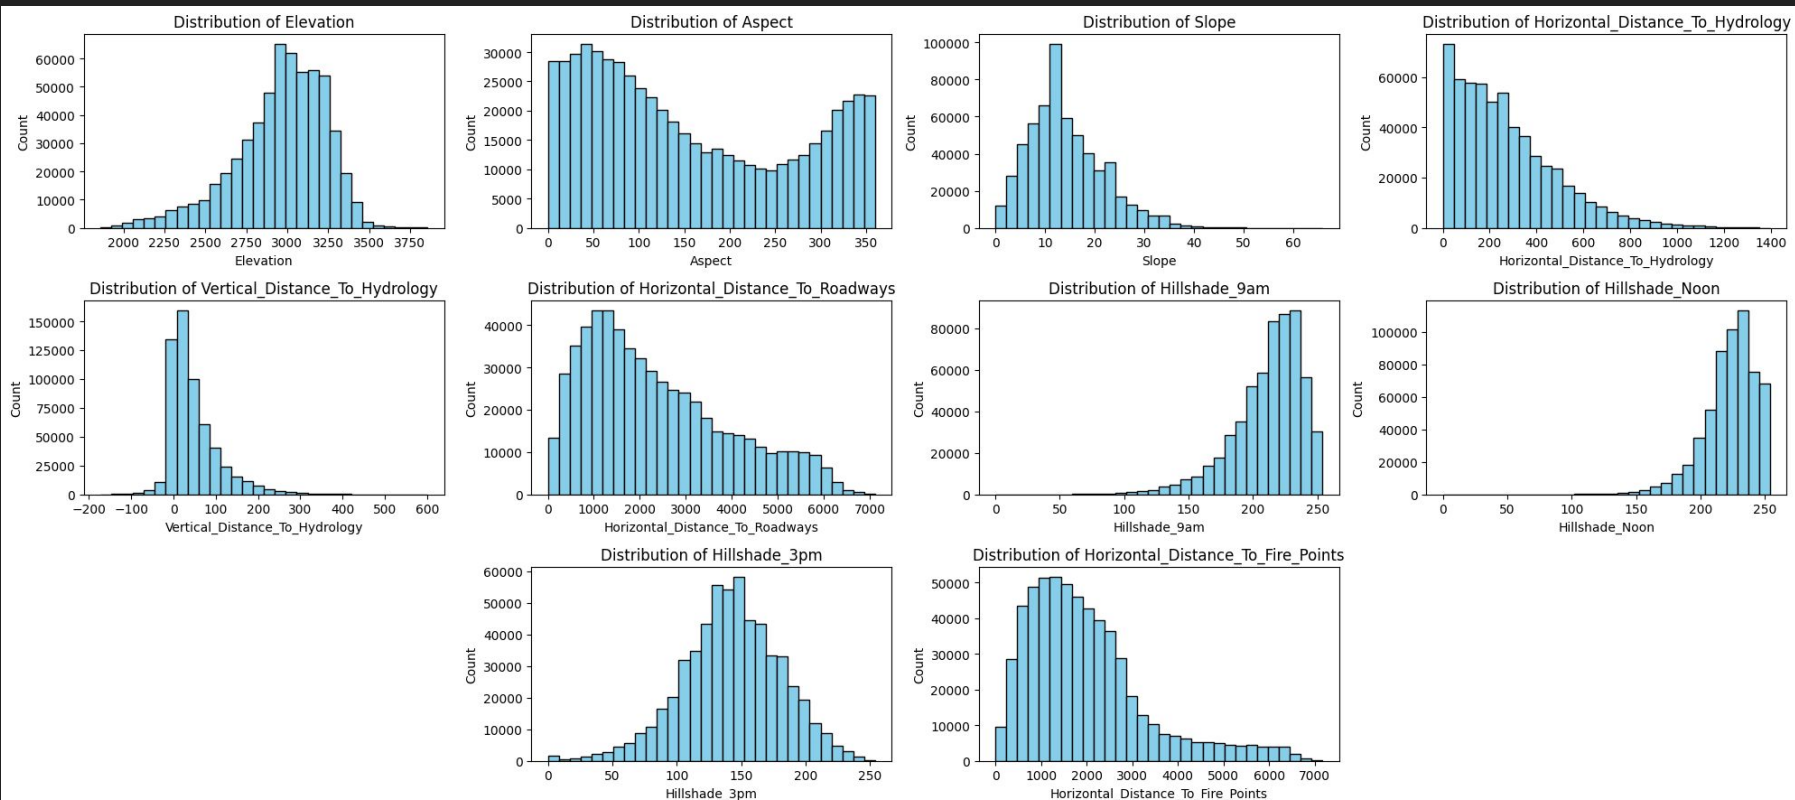 Distribution of Elevation
Distribution of Aspect
Distribution of Slope
Distribution of Horizontal_Distance_To_Hydrology
Count
60000
50000
40000
30000
20000
10000
0
2000 2250 2500 2750 3000 3250 3500 3750
Elevation
Count
30000
25000
20000
15000
10000
5000
0
0 50 100 150 200 250 300 350
Aspect
Count
100000
80000
60000
40000
20000
0
0 10 20 30 40 50 60
Slope
Count
60000
40000
20000
0
0 200 400 600 800 1000 1200 1400
Horizontal_Distance_To_Hydrology
Distribution of Vertical_Distance_To_Hydrology
Distribution of Horizontal_Distance_To_Roadways
Distribution of Hillshade_9am
Distribution of Hillshade_Noon
Count
150000
125000
100000
75000
50000
25000
0
−200 −100 0 100 200 300 400 500 600
Vertical_Distance_To_Hydrology
Count
40000
30000
20000
10000
0
0 1000 2000 3000 4000 5000 6000 7000
Horizontal_Distance_To_Roadways
Count
80000
60000
40000
20000
0
0 50 100 150 200 250
Hillshade_9am
Count
100000
80000
60000
40000
20000
0
0 50 100 150 200 250
Hillshade_Noon
Distribution of Hillshade_3pm
Distribution of Horizontal_Distance_To_Fire_Points
Count
60000
50000
40000
30000
20000
10000
0
0 50 100 150 200 250
Hillshade_3pm
Count
50000
40000
30000
20000
10000
0
0 1000 2000 3000 4000 5000 6000 7000
Horizontal_Distance_To_Fire_Points